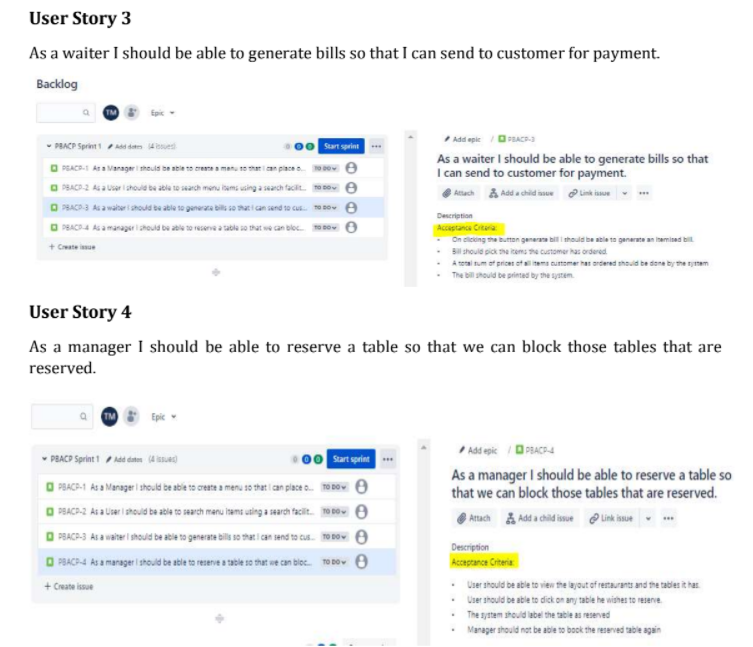 User Story 3
As a waiter I should be able to generate bills so that I can send to customer for payment.
Backlog
TM Epic
PBACP Sprint 1 Add dates (4 issues) 0 0 0 Start sprint ...
PBACP-1 As a Manager I should be able to create a menu so that I can place o... TO DO
PBACP-2 As a User I should be able to search menu items using a search facilit... TO DO
PBACP-3 As a waiter I should be able to generate bills so that I can send to cus... TO DO
PBACP-4 As a manager I should be able to reserve a table so that we can bloc... TO DO
+ Create issue
Add epic / PBACP-3
As a waiter I should be able to generate bills so that
I can send to customer for payment.
Attach Add a child issue Link issue ...
Description
Acceptance Criteria:
- On clicking the button generate bill I should be able to generate an itemised bill.
- Bill should pick the items the customer has ordered.
- A total sum of prices of all items customer has ordered should be done by the system
- The bill should be printed by the system.
User Story 4
As a manager I should be able to reserve a table so that we can block those tables that are
reserved.
TM Epic
PBACP Sprint 1 Add dates (4 issues) 0 0 0 Start sprint ...
PBACP-1 As a Manager I should be able to create a menu so that I can place o... TO DO
PBACP-2 As a User I should be able to search menu items using a search facilit... TO DO
PBACP-3 As a waiter I should be able to generate bills so that I can send to cus... TO DO
PBACP-4 As a manager I should be able to reserve a table so that we can bloc... TO DO
+ Create issue
Add epic / PBACP-4
As a manager I should be able to reserve a table so
that we can block those tables that are reserved.
Attach Add a child issue Link issue ...
Description
Acceptance Criteria:
- User should be able to view the layout of restaurants and the tables it has.
- User should be able to click on any table he wishes to reserve.
- The system should label the table as reserved
- Manager should not be able to book the reserved table again